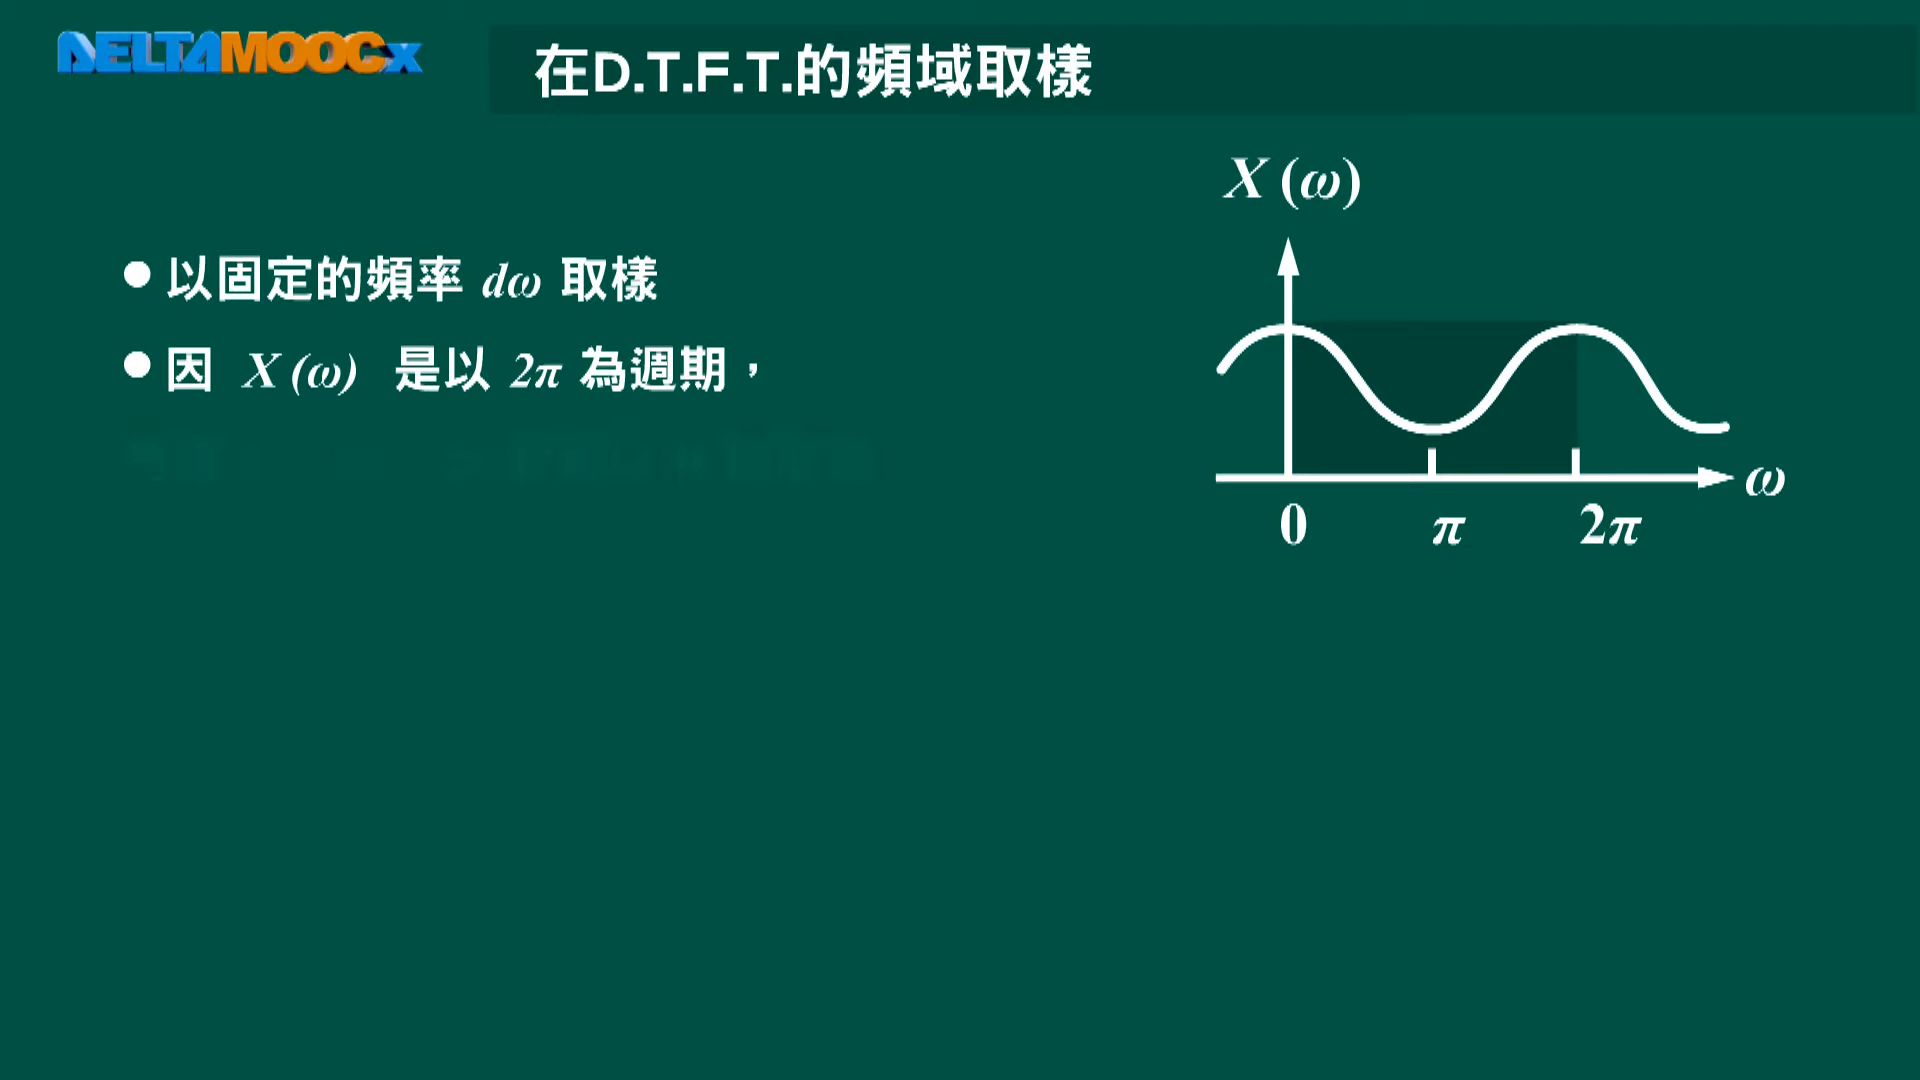 DELTAMOOCx
在D.T.F.T.的頻域取樣
X (ω)
●以固定的頻率 dω 取樣
●因 X (ω) 是以 2π 為週期，
ω
0 π 2π